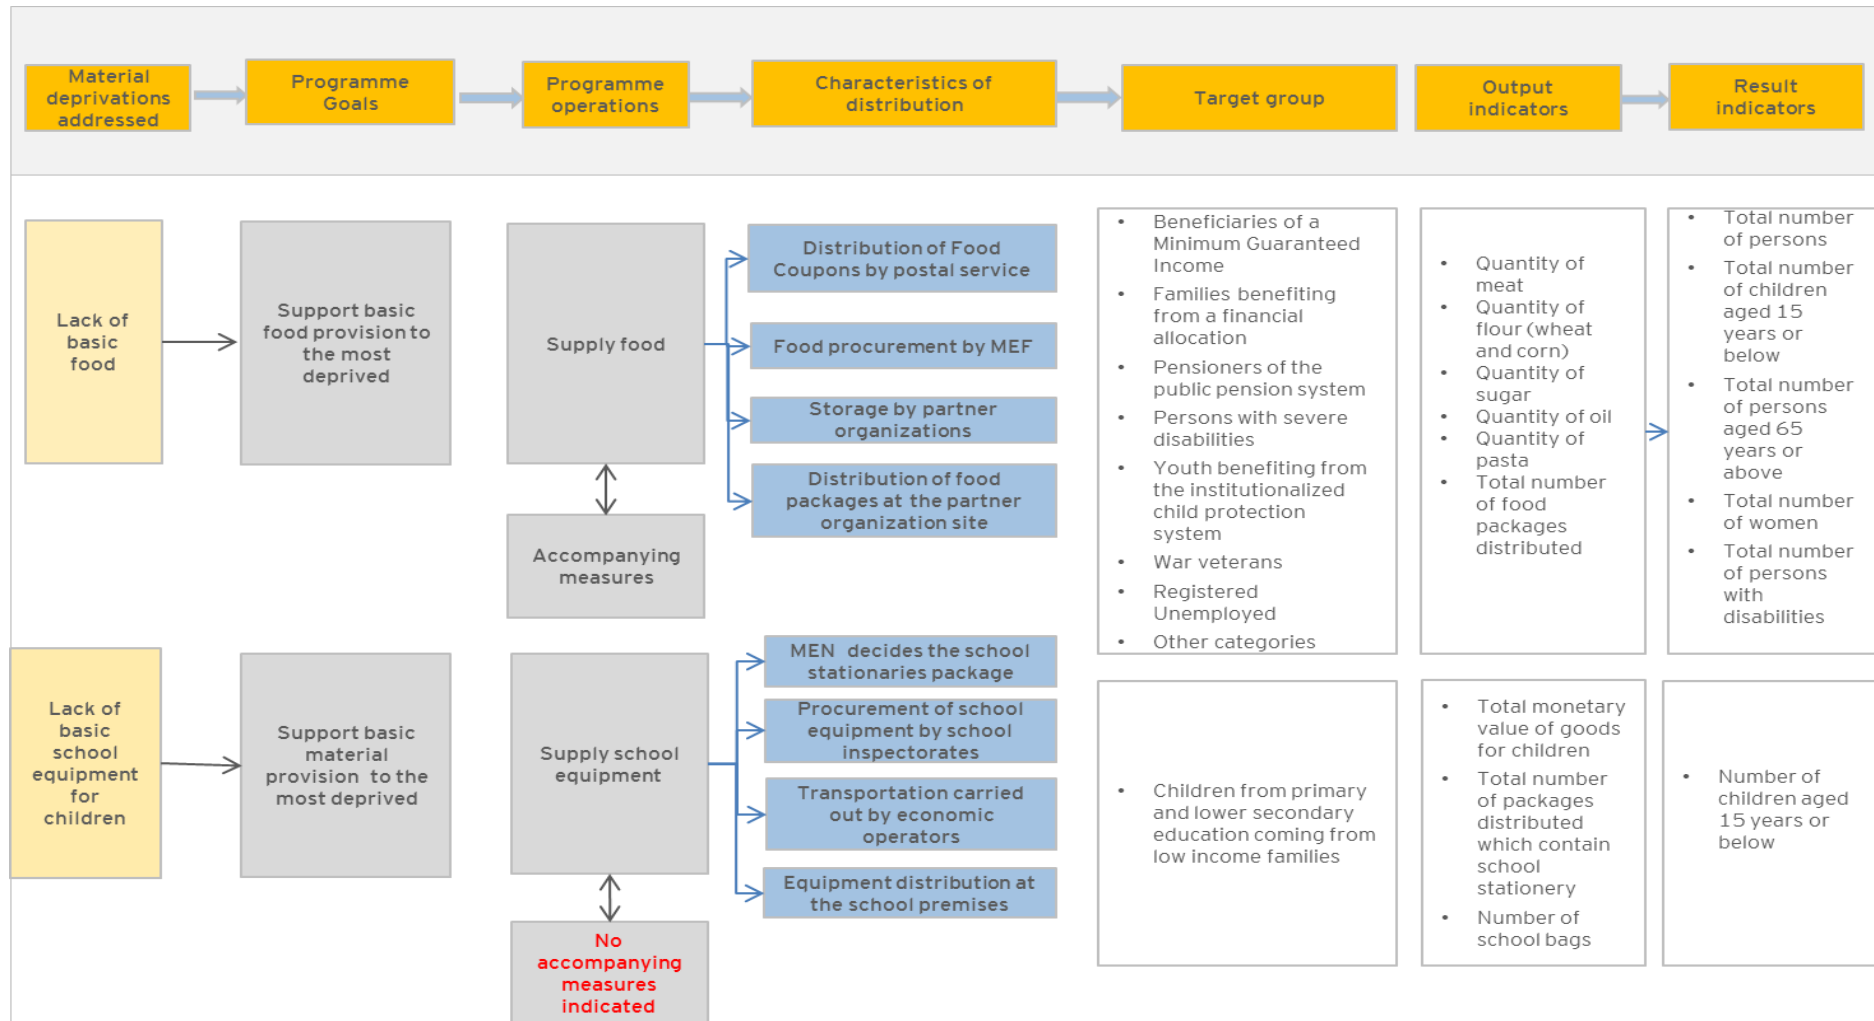 Material
deprivations
addressed
Programme
Goals
Programme
operations
Characteristics of
distribution
Target group
Output
indicators
Result
indicators
Lack of
basic
food
Support basic
food provision to
the most
deprived
Supply food
Accompanying
measures
Distribution of Food
Coupons by postal service
Food procurement by MEF
Storage by partner
organizations
Distribution of food
packages at the partner
organization site
• Beneficiaries of a
Minimum Guaranteed
Income
• Families benefiting
from a financial
allocation
• Pensioners of the
public pension system
• Persons with severe
disabilities
• Youth benefiting from
the institutionalized
child protection
system
• War veterans
• Registered
Unemployed
• Other categories
• Quantity of
meat
• Quantity of
flour (wheat
and corn)
• Quantity of
sugar
• Quantity of oil
• Quantity of
pasta
• Total number
of food
packages
distributed
• Total number
of persons
• Total number
of children
aged 15
years or
below
• Total number
of persons
aged 65
years or
above
• Total number
of women
• Total number
of persons
with
disabilities
Lack of
basic
school
equipment
for
children
Support basic
material
provision to the
most deprived
Supply school
equipment
No
accompanying
measures
indicated
MEN decides the school
stationaries package
Procurement of school
equipment by school
inspectorates
Transportation carried
out by economic
operators
Equipment distribution at
the school premises
• Children from primary
and lower secondary
education coming from
low income families
• Total monetary
value of goods
for children
• Total number
of packages
distributed
which contain
school
stationery
• Number of
school bags
• Number of
children aged
15 years or
below